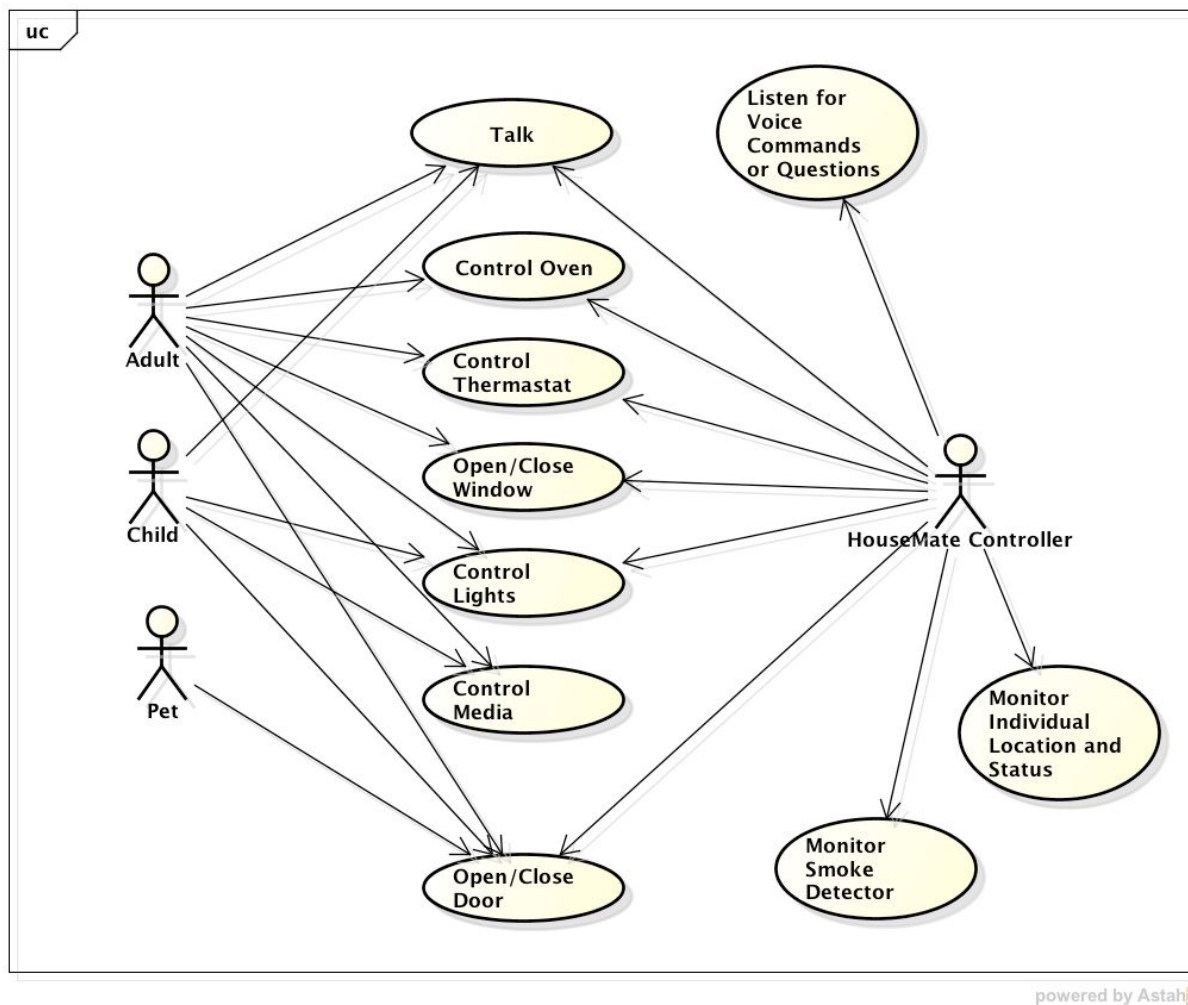 uc
Talk
Listen for
Voice
Commands
or Questions
Control Oven
Adult
Control
Thermastat
Open/Close
Window
Child
HouseMate Controller
Control
Lights
Pet
Control
Media
Monitor
Individual
Location and
Status
Monitor
Smoke
Detector
Open/Close
Door
powered by Astah